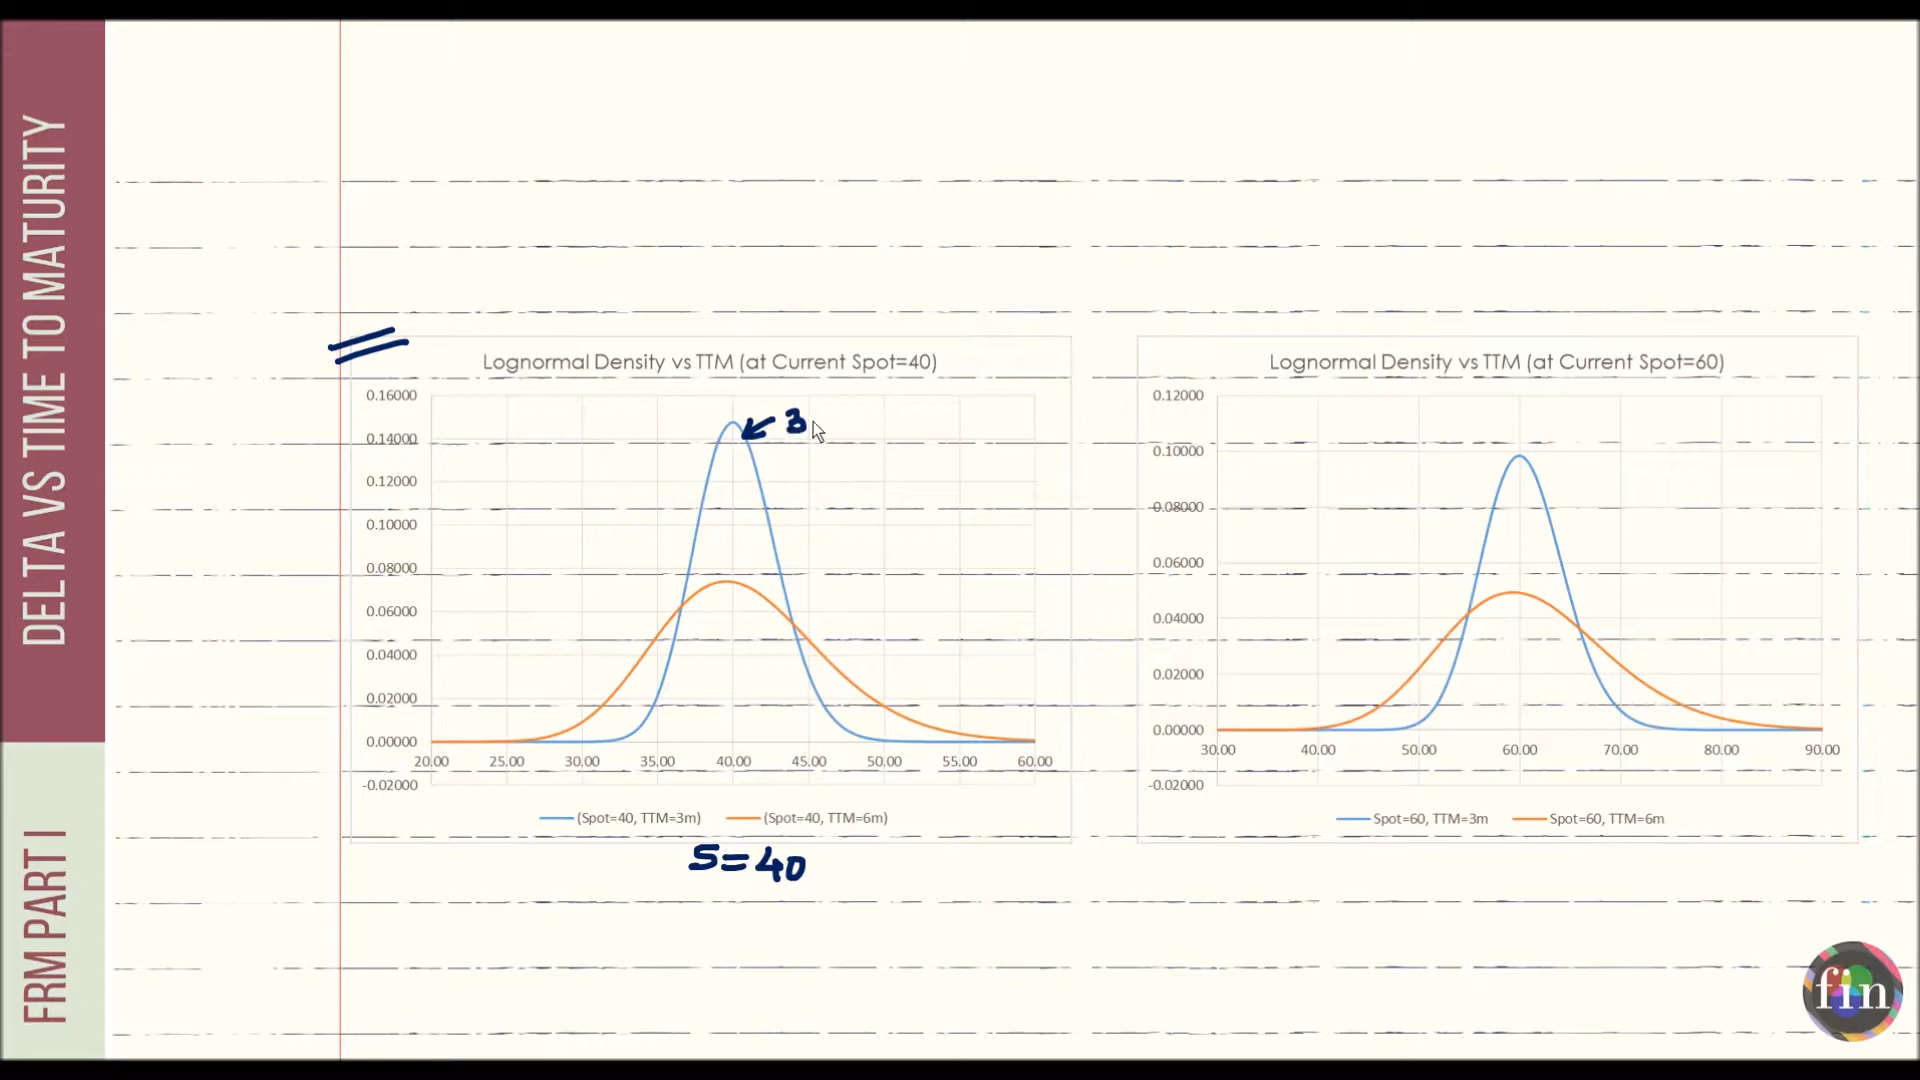 DELTA VS TIME TO MATURITY
FRM PART I
Lognormal Density vs TTM (at Current Spot=40)
0.16000
0.14000
0.12000
0.10000
0.08000
0.06000
0.04000
0.02000
0.00000
-0.02000
20.00 25.00 30.00 35.00 40.00 45.00 50.00 55.00 60.00
(Spot=40, TTM=3m) (Spot=40, TTM=6m)
3
S=40
Lognormal Density vs TTM (at Current Spot=60)
0.12000
0.10000
0.08000
0.06000
0.04000
0.02000
0.00000
-0.02000
30.00 40.00 50.00 60.00 70.00 80.00 90.00
Spot=60, TTM=3m Spot=60, TTM=6m
fin